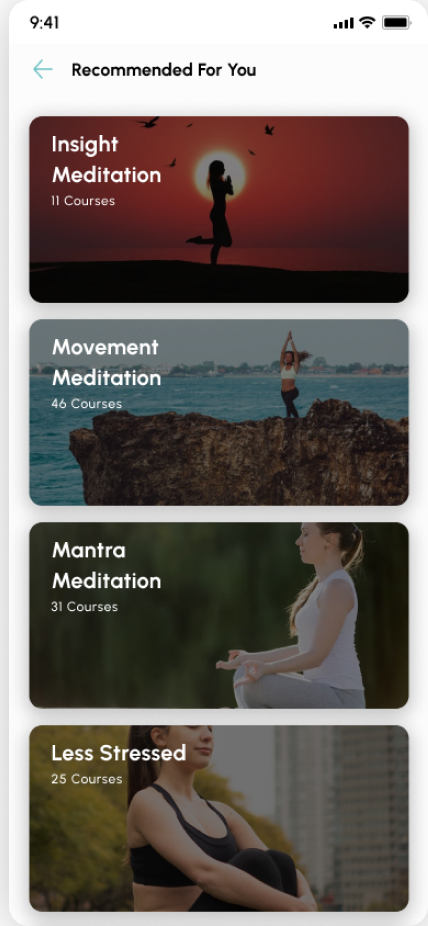 9:41
Recommended For You
Insight
Meditation
11 Courses
Movement
Meditation
46 Courses
Mantra
Meditation
31 Courses
Less Stressed
25 Courses